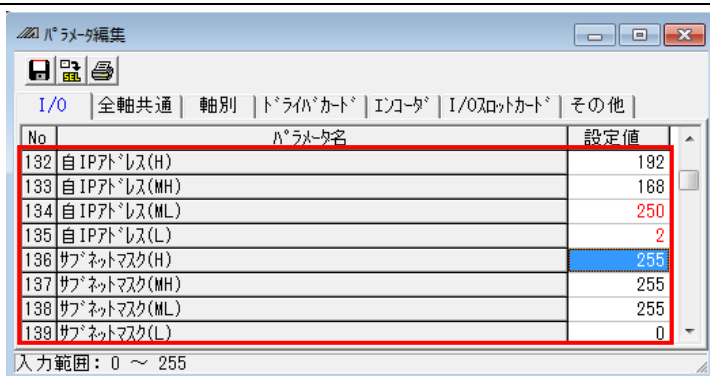 パラメータ編集
I/O 全軸共通 軸別 ドライバカード エンコーダ I/Oスロットカード その他
No パラメータ名 設定値
132 自IPアドレス(H) 192
133 自IPアドレス(MH) 168
134 自IPアドレス(ML) 250
135 自IPアドレス(L) 2
136 サブネットマスク(H) 255
137 サブネットマスク(MH) 255
138 サブネットマスク(ML) 255
139 サブネットマスク(L) 0
入力範囲: 0 ～ 255